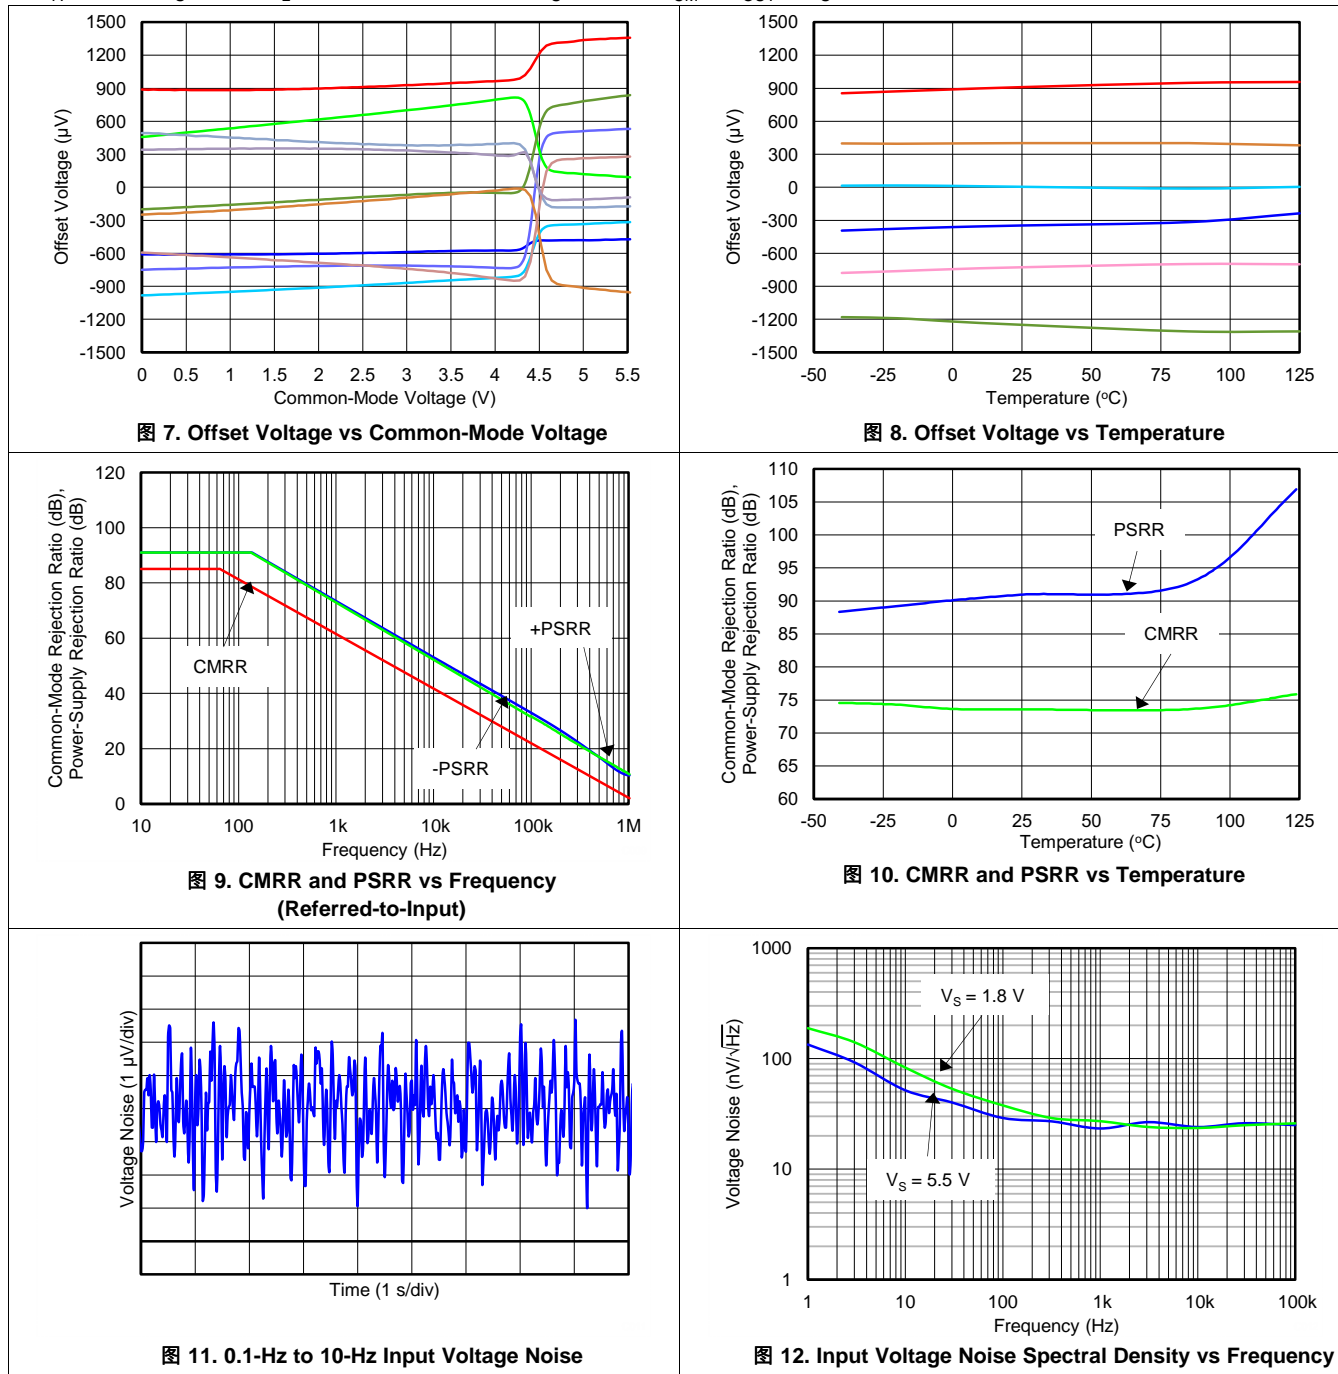 1500
1200
900
600
300
0
-300
-600
-900
-1200
-1500
Offset Voltage (µV)
0 0.5 1 1.5 2 2.5 3 3.5 4 4.5 5 5.5
Common-Mode Voltage (V)
图 7. Offset Voltage vs Common-Mode Voltage
1500
1200
900
600
300
0
-300
-600
-900
-1200
-1500
Offset Voltage (µV)
-50 -25 0 25 50 75 100 125
Temperature (°C)
图 8. Offset Voltage vs Temperature
120
100
80
60
40
20
0
Common-Mode Rejection Ratio (dB),
Power-Supply Rejection Ratio (dB)
+PSRR
CMRR
-PSRR
10 100 1k 10k 100k 1M
Frequency (Hz)
图 9. CMRR and PSRR vs Frequency
(Referred-to-Input)
110
105
100
95
90
85
80
75
70
65
60
Common-Mode Rejection Ratio (dB),
Power-Supply Rejection Ratio (dB)
PSRR
CMRR
-50 -25 0 25 50 75 100 125
Temperature (°C)
图 10. CMRR and PSRR vs Temperature
Voltage Noise (1 µV/div)
Time (1 s/div)
图 11. 0.1-Hz to 10-Hz Input Voltage Noise
1000
100
10
1
Voltage Noise (nV/√Hz)
V_S = 1.8 V
V_S = 5.5 V
1 10 100 1k 10k 100k
Frequency (Hz)
图 12. Input Voltage Noise Spectral Density vs Frequency